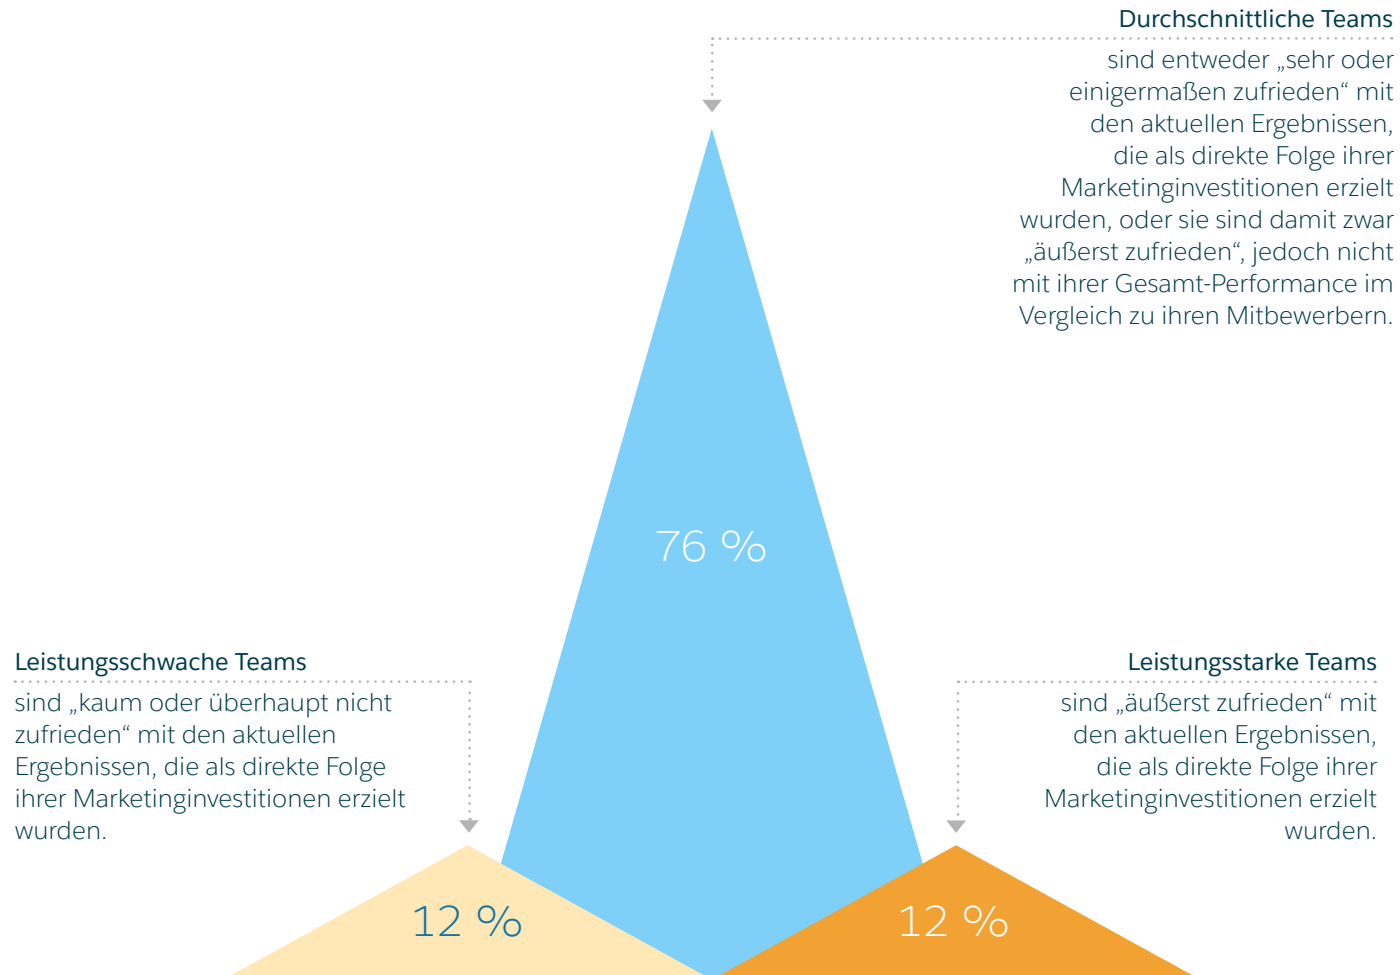 Durchschnittliche Teams
sind entweder „sehr oder
einigermaßen zufrieden“ mit
den aktuellen Ergebnissen,
die als direkte Folge ihrer
Marketinginvestitionen erzielt
wurden, oder sie sind damit zwar
„äußerst zufrieden“, jedoch nicht
mit ihrer Gesamt-Performance im
Vergleich zu ihren Mitbewerbern.
76 %
Leistungsschwache Teams
sind „kaum oder überhaupt nicht
zufrieden“ mit den aktuellen
Ergebnissen, die als direkte Folge
ihrer Marketinginvestitionen erzielt
wurden.
Leistungsstarke Teams
sind „äußerst zufrieden“ mit
den aktuellen Ergebnissen,
die als direkte Folge ihrer
Marketinginvestitionen erzielt
wurden.
12 %
12 %